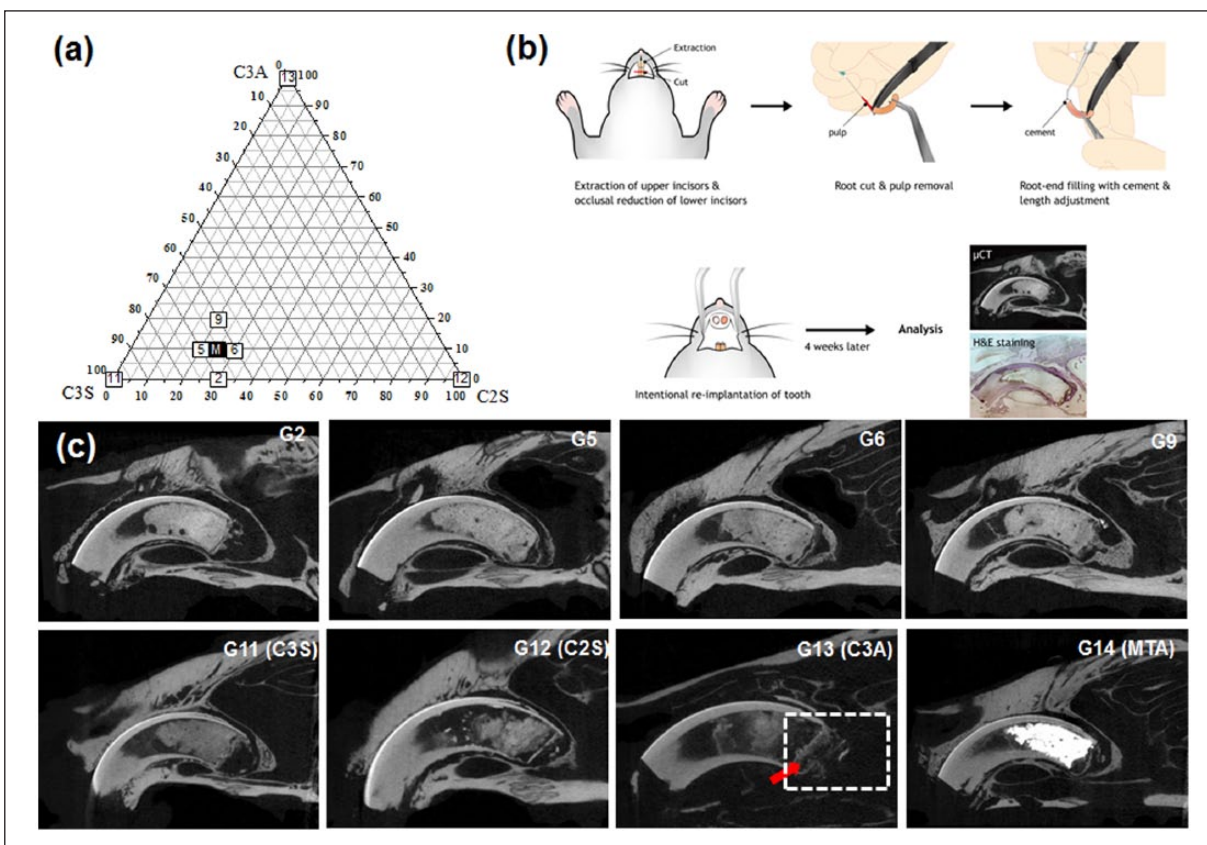 (a)
C3A
13
0
100
10
90
20
80
30
70
40
60
50
50
60
40
70
30
80
20
9
90
10
5
M
6
100
0
11
2
12
C3S
C2S
0
10
20
30
40
50
60
70
80
90
100
(b)
Extraction
Cut
Extraction of upper incisors &
occlusal reduction of lower incisors
pulp
Root cut & pulp removal
cement
Root-end filling with cement &
length adjustment
Intentional re-implantation of tooth
4 weeks later
Analysis
µCT
H&E staining
(c)
G2
G5
G6
G9
G11 (C3S)
G12 (C2S)
G13 (C3A)
G14 (MTA)